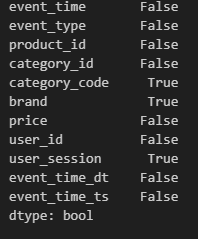 event_time False
event_type False
product_id False
category_id False
category_code True
brand True
price False
user_id False
user_session True
event_time_dt False
event_time_ts False
dtype: bool